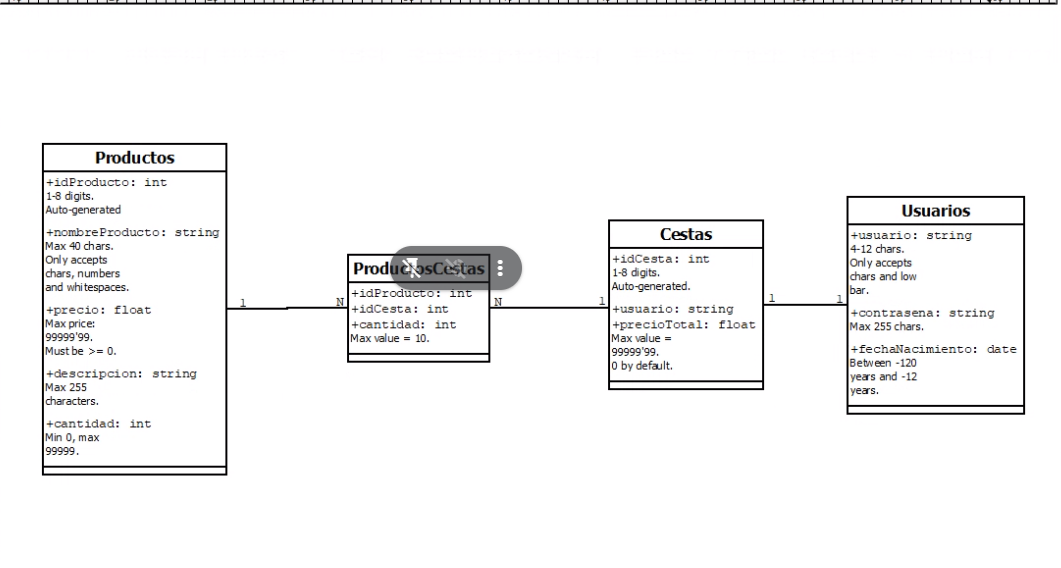 Productos
+idProducto: int
1-8 digits.
Auto-generated
+nombreProducto: string
Max 40 chars.
Only accepts
chars, numbers
and whitespaces.
+precio: float
Max price:
99999'99.
Must be >= 0.
+descripcion: string
Max 255
characters.
+cantidad: int
Min 0, max
99999.
1
N
ProductosCestas
+idProducto: int
+idCesta: int
+cantidad: int
Max value = 10.
N
1
Cestas
+idCesta: int
1-8 digits.
Auto-generated.
+usuario: string
+precioTotal: float
Max value =
99999'99.
0 by default.
1
1
Usuarios
+usuario: string
4-12 chars.
Only accepts
chars and low
bar.
+contrasena: string
Max 255 chars.
+fechaNacimiento: date
Between -120
years and -12
years.